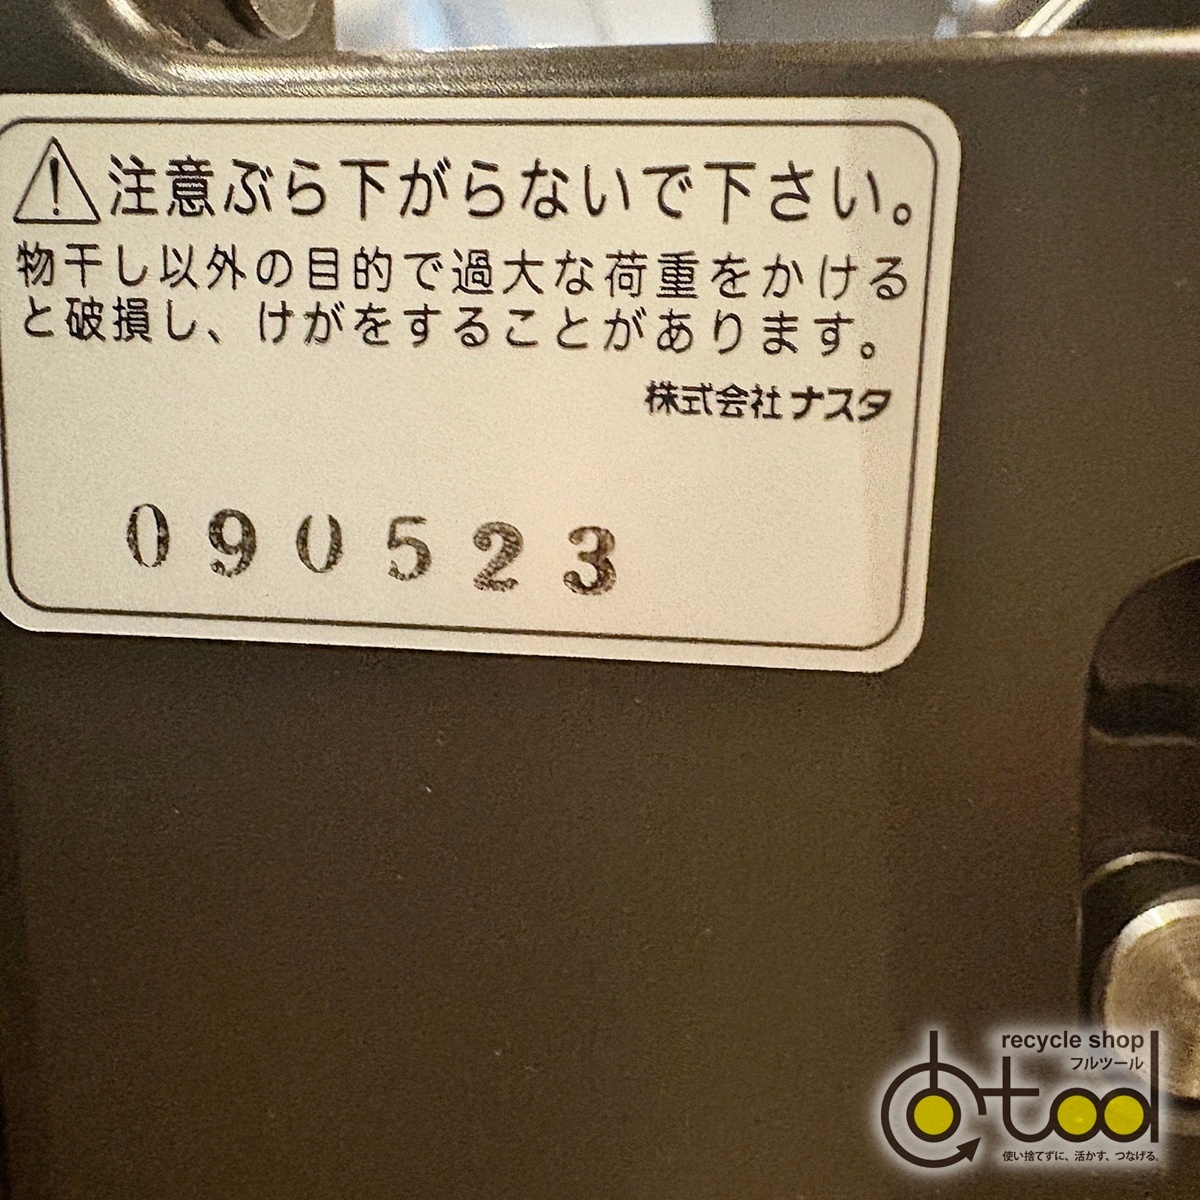 注意ぶら下がらないで下さい。
物干し以外の目的で過大な荷重をかける
と破損し、けがをすることがあります。
株式会社ナスタ
090523
recycle shop
フルツール
tool
使い捨てずに、活かす、つなげる。